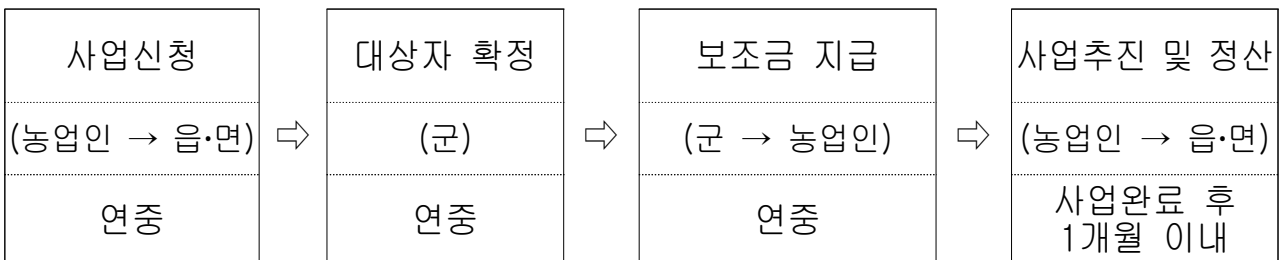 사업신청
(농업인 → 읍·면)
연중
⇨
대상자 확정
(군)
연중
⇨
보조금 지급
(군 → 농업인)
연중
⇨
사업추진 및 정산
(농업인 → 읍·면)
사업완료 후
1개월 이내